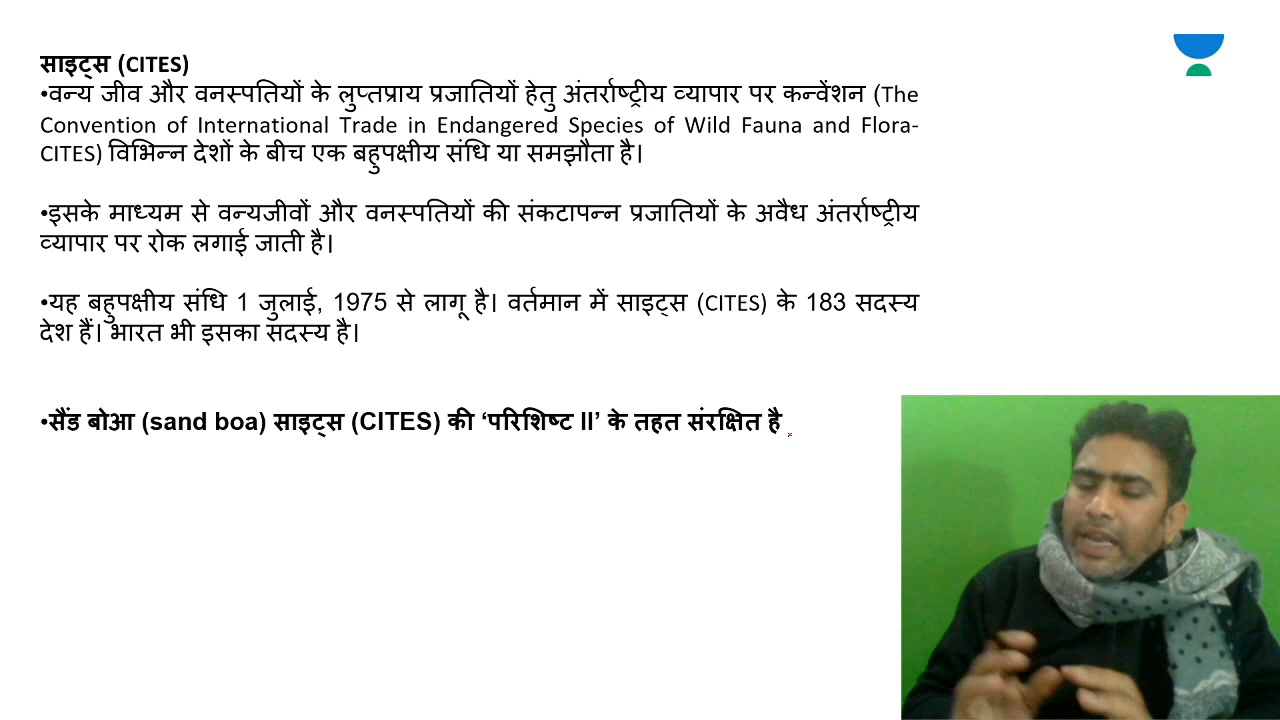 साइट्स (CITES)
•वन्य जीव और वनस्पतियों के लुप्तप्राय प्रजातियों हेतु अंतर्राष्ट्रीय व्यापार पर कन्वेंशन (The
Convention of International Trade in Endangered Species of Wild Fauna and Flora-
CITES) विभिन्न देशों के बीच एक बहुपक्षीय संधि या समझौता है।
•इसके माध्यम से वन्यजीवों और वनस्पतियों की संकटापन्न प्रजातियों के अवैध अंतर्राष्ट्रीय
व्यापार पर रोक लगाई जाती है।
•यह बहुपक्षीय संधि 1 जुलाई, 1975 से लागू है। वर्तमान में साइट्स (CITES) के 183 सदस्य
देश हैं। भारत भी इसका सदस्य है।
•सैंड बोआ (sand boa) साइट्स (CITES) की ‘परिशिष्ट II’ के तहत संरक्षित है